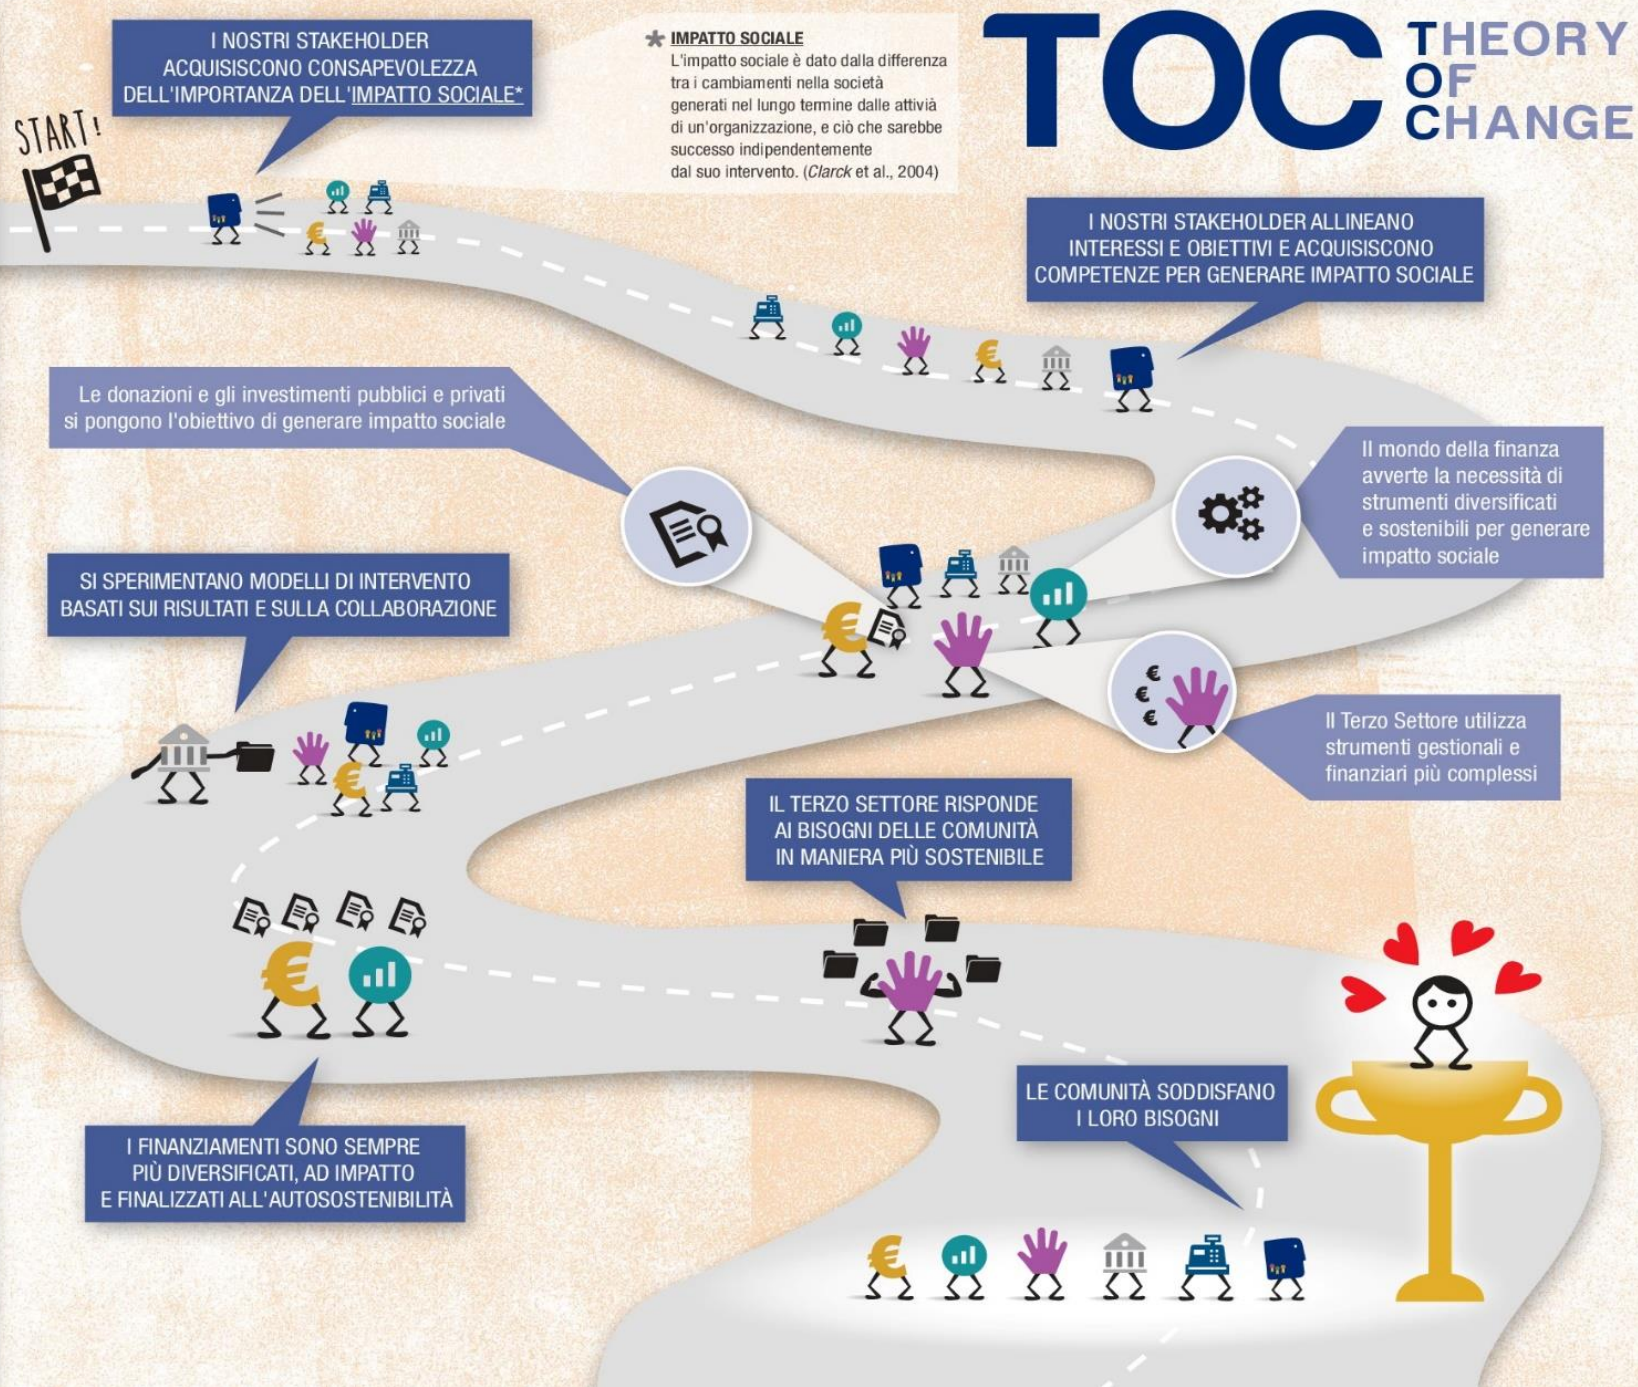 TOC
THEORY
OF
CHANGE
START!
I NOSTRI STAKEHOLDER
ACQUISISCONO CONSAPEVOLEZZA
DELL'IMPORTANZA DELL'IMPATTO SOCIALE*
* IMPATTO SOCIALE
L'impatto sociale è dato dalla differenza
tra i cambiamenti nella società
generati nel lungo termine dalle attivià
di un'organizzazione, e ciò che sarebbe
successo indipendentemente
dal suo intervento. (Clarck et al., 2004)
I NOSTRI STAKEHOLDER ALLINEANO
INTERESSI E OBIETTIVI E ACQUISISCONO
COMPETENZE PER GENERARE IMPATTO SOCIALE
Le donazioni e gli investimenti pubblici e privati
si pongono l'obiettivo di generare impatto sociale
Il mondo della finanza
avverte la necessità di
strumenti diversificati
e sostenibili per generare
impatto sociale
Il Terzo Settore utilizza
strumenti gestionali e
finanziari più complessi
SI SPERIMENTANO MODELLI DI INTERVENTO
BASATI SUI RISULTATI E SULLA COLLABORAZIONE
I FINANZIAMENTI SONO SEMPRE
PIÙ DIVERSIFICATI, AD IMPATTO
E FINALIZZATI ALL'AUTOSOSTENIBILITÀ
IL TERZO SETTORE RISPONDE
AI BISOGNI DELLE COMUNITÀ
IN MANIERA PIÙ SOSTENIBILE
LE COMUNITÀ SODDISFANO
I LORO BISOGNI